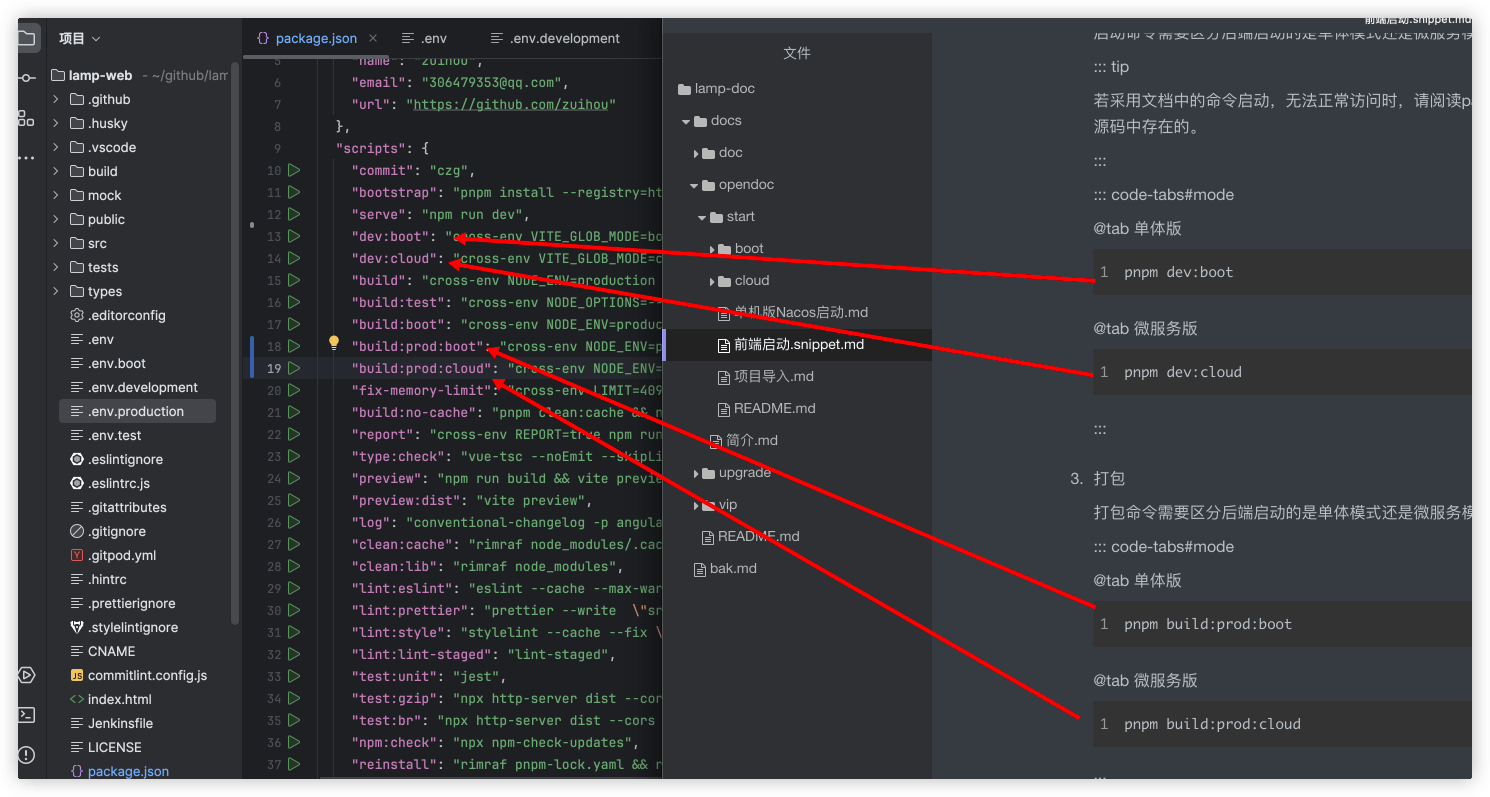 项目
lamp-web - ~/github/lam
.github
.husky
.vscode
build
mock
public
src
tests
types
.editorconfig
.env
.env.boot
.env.development
.env.production
.env.test
.eslintignore
.eslintrc.js
.gitattributes
.gitignore
.gitpod.yml
.hintrc
.prettierignore
.stylelintignore
CNAME
commitlint.config.js
index.html
Jenkinsfile
LICENSE
package.json
package.json
.env
.env.development
5 "name": "zuihou",
6 "email": "306479353@qq.com",
7 "url": "https://github.com/zuihou"
8 },
9 "scripts": {
10 "commit": "czg",
11 "bootstrap": "pnpm install --registry=ht
12 "serve": "npm run dev",
13 "dev:boot": "cross-env VITE_GLOB_MODE=bo
14 "dev:cloud": "cross-env VITE_GLOB_MODE=c
15 "build": "cross-env NODE_ENV=production
16 "build:test": "cross-env NODE_OPTIONS=--
17 "build:boot": "cross-env NODE_ENV=produc
18 "build:prod:boot": "cross-env NODE_ENV=p
19 "build:prod:cloud": "cross-env NODE_ENV=
20 "fix-memory-limit": "cross-env LIMIT=409
21 "build:no-cache": "pnpm clean:cache && n
22 "report": "cross-env REPORT=true npm run
23 "type:check": "vue-tsc --noEmit --skipLi
24 "preview": "npm run build && vite previe
25 "preview:dist": "vite preview",
26 "log": "conventional-changelog -p angula
27 "clean:cache": "rimraf node_modules/.cac
28 "clean:lib": "rimraf node_modules",
29 "lint:eslint": "eslint --cache --max-war
30 "lint:prettier": "prettier --write \"sr
31 "lint:style": "stylelint --cache --fix \
32 "lint:lint-staged": "lint-staged",
33 "test:unit": "jest",
34 "test:gzip": "npx http-server dist --cor
35 "test:br": "npx http-server dist --cors
36 "npm:check": "npx npm-check-updates",
37 "reinstall": "rimraf pnpm-lock.yaml && r
文件
lamp-doc
docs
doc
opendoc
start
boot
cloud
单机版Nacos启动.md
前端启动.snippet.md
项目导入.md
README.md
简介.md
upgrade
vip
README.md
bak.md
前端启动.snippet.md
启动命令需要区分后端启动的是单体模式还是微服务模
::: tip
若采用文档中的命令启动，无法正常访问时，请阅读pa
源码中存在的。
:::
::: code-tabs#mode
@tab 单体版
1 pnpm dev:boot
@tab 微服务版
1 pnpm dev:cloud
:::
3. 打包
打包命令需要区分后端启动的是单体模式还是微服务模
::: code-tabs#mode
@tab 单体版
1 pnpm build:prod:boot
@tab 微服务版
1 pnpm build:prod:cloud
:::